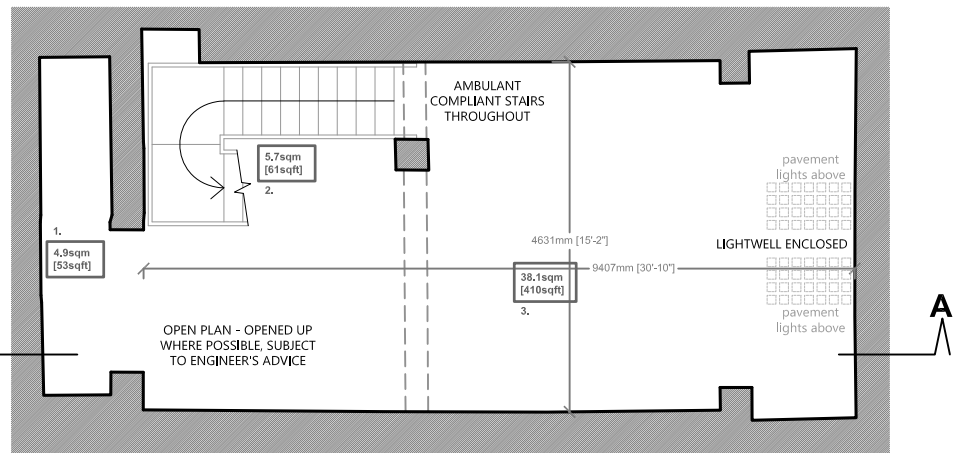 AMBULANT
COMPLIANT STAIRS
THROUGHOUT
5.7sqm
[61sqft]
2.
pavement
lights above
1.
4.9sqm
[53sqft]
4631mm [15'-2"]
LIGHTWELL ENCLOSED
9407mm [30'-10"]
38.1sqm
[410sqft]
3.
pavement
lights above
A
OPEN PLAN - OPENED UP
WHERE POSSIBLE, SUBJECT
TO ENGINEER'S ADVICE